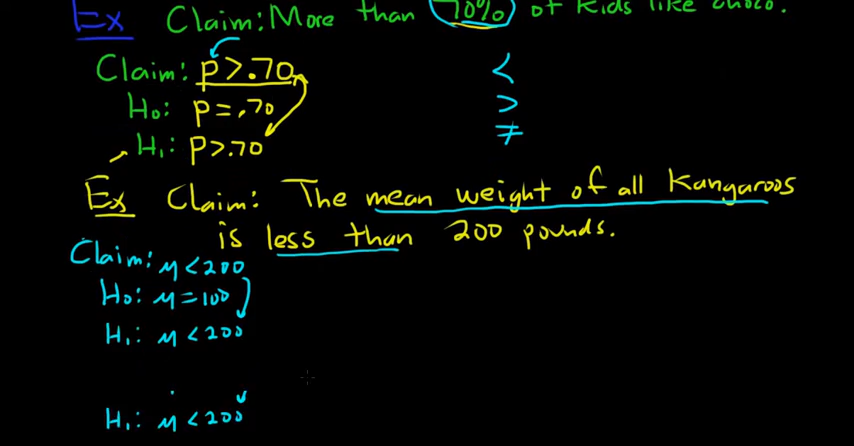 Ex Claim: More than 70% of kids like choco.
Claim: p > .70
<
H₀: p = .70
>
H₁: p > .70
≠
Ex Claim: The mean weight of all Kangaroos
is less than 200 pounds.
Claim: μ < 200
H₀: μ = 100
H₁: μ < 200
H₁: μ < 200